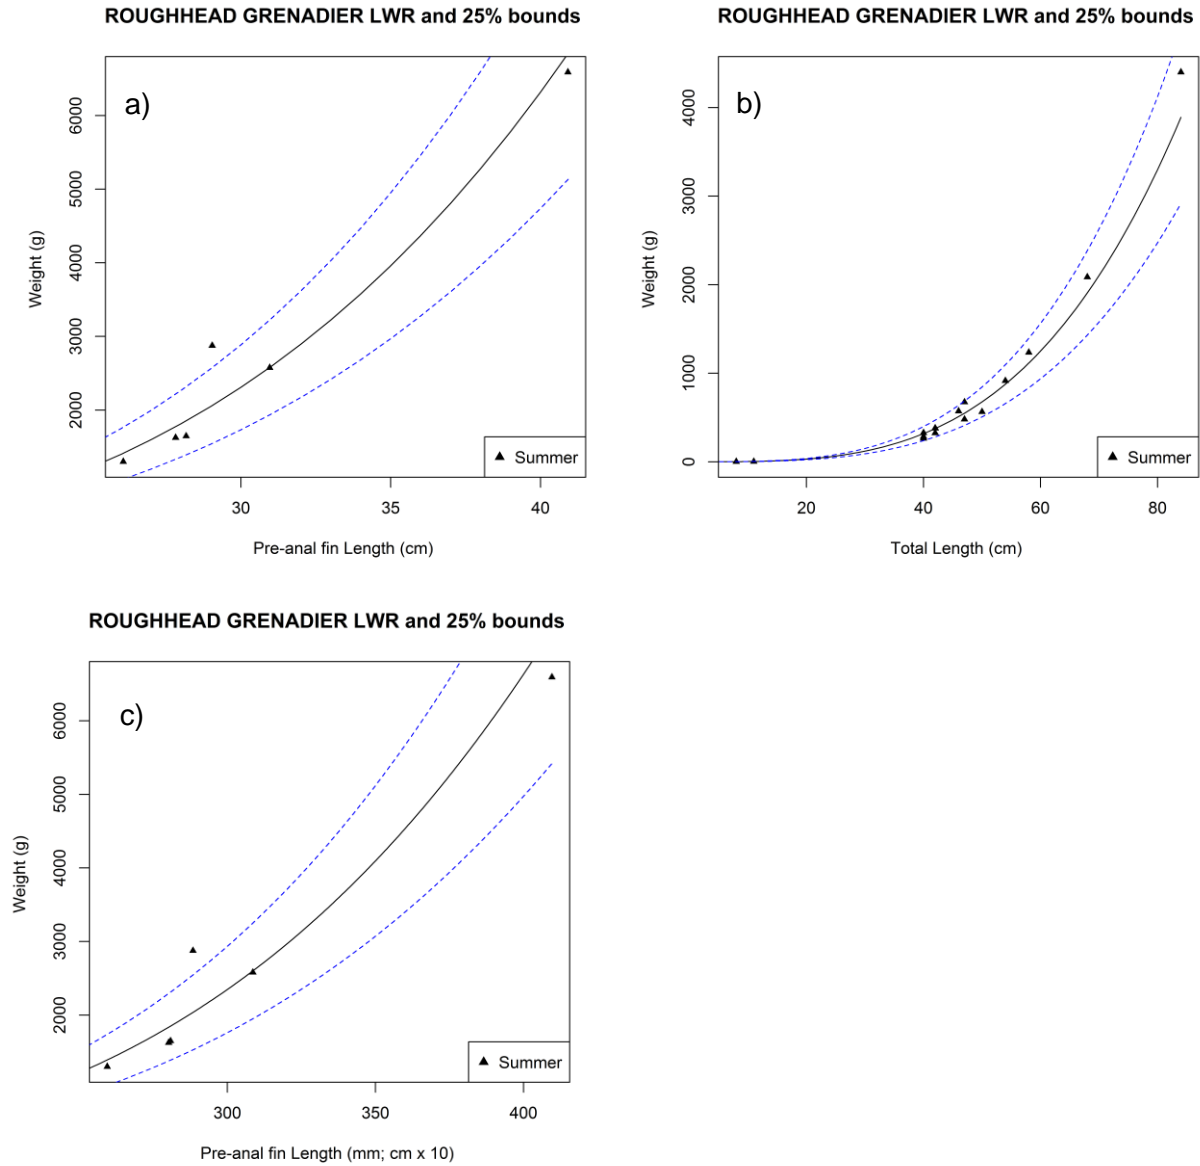 ROUGHHEAD GRENADIER LWR and 25% bounds
a)
Weight (g)
6000
5000
4000
3000
2000
Summer
30 35 40
Pre-anal fin Length (cm)
ROUGHHEAD GRENADIER LWR and 25% bounds
b)
Weight (g)
4000
3000
2000
1000
0
Summer
20 40 60 80
Total Length (cm)
ROUGHHEAD GRENADIER LWR and 25% bounds
c)
Weight (g)
6000
5000
4000
3000
2000
Summer
300 350 400
Pre-anal fin Length (mm; cm x 10)